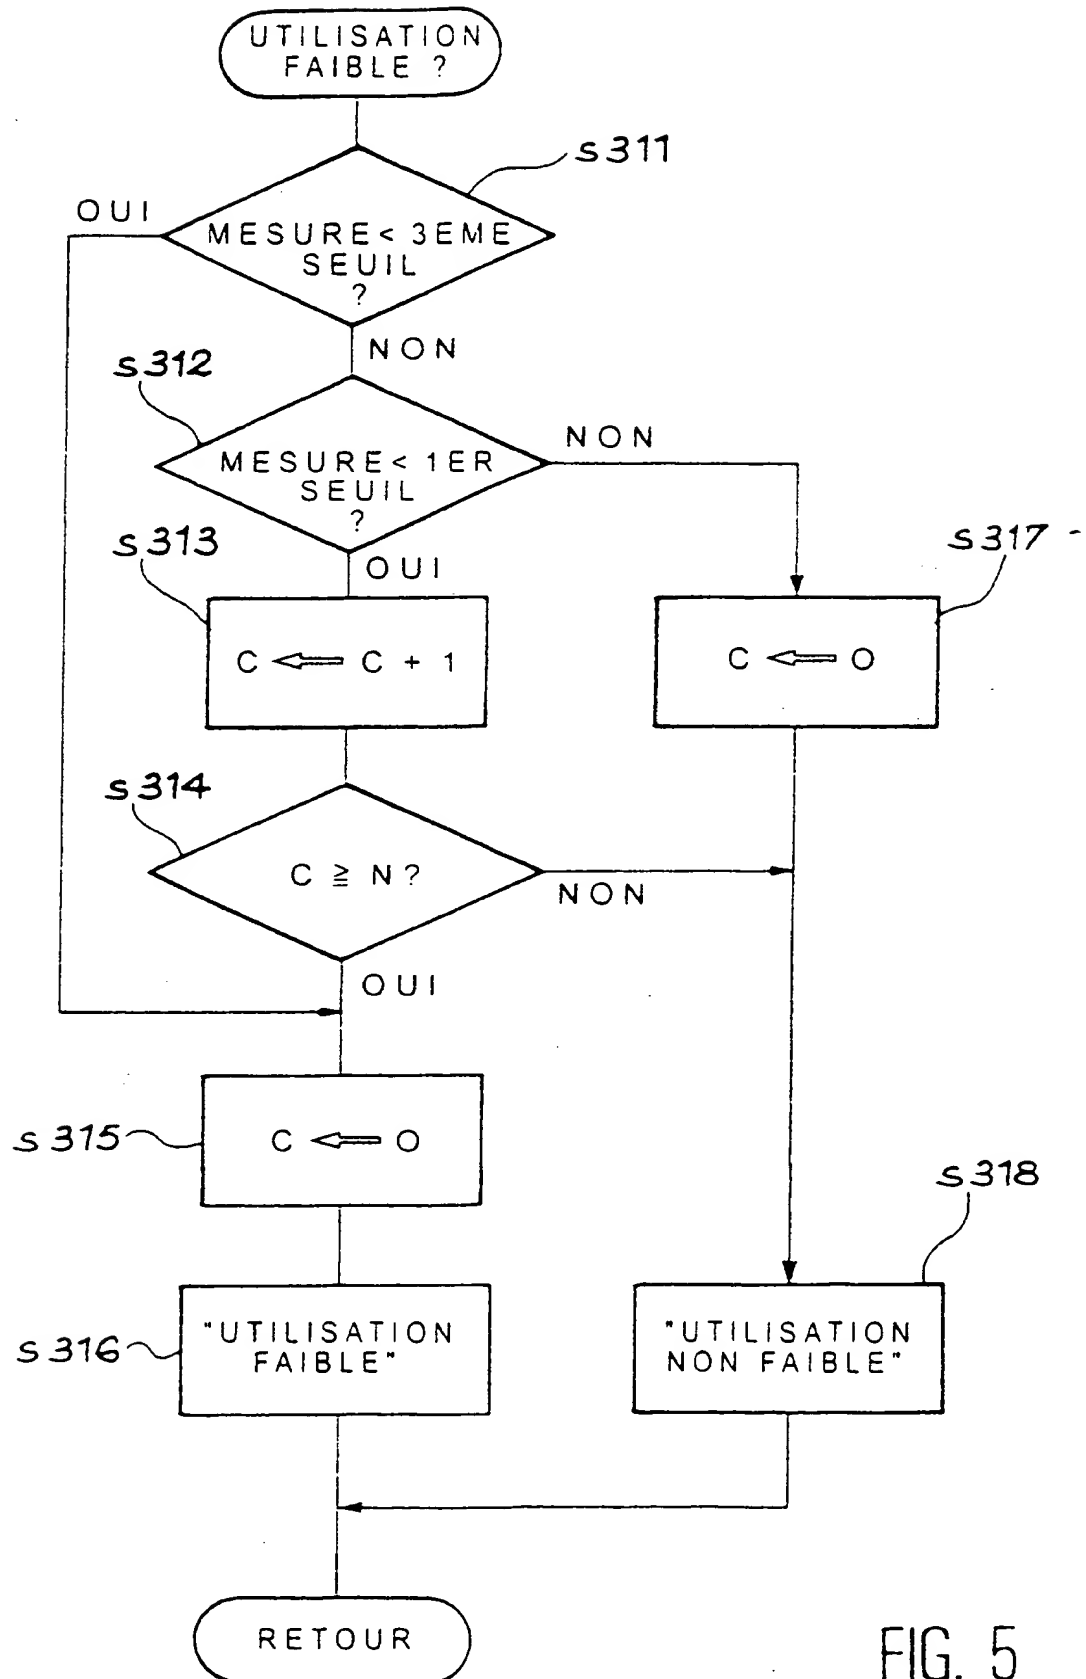 UTILISATION
FAIBLE ?
s311
OUI
MESURE< 3EME
SEUIL
?
NON
s312
NON
MESURE< 1ER
SEUIL
?
s313
OUI
s317
C ⇐ C + 1
C ⇐ O
s314
C ≧ N?
NON
OUI
s315
C ⇐ O
s318
s316
"UTILISATION
FAIBLE"
"UTILISATION
NON FAIBLE"
RETOUR
FIG. 5